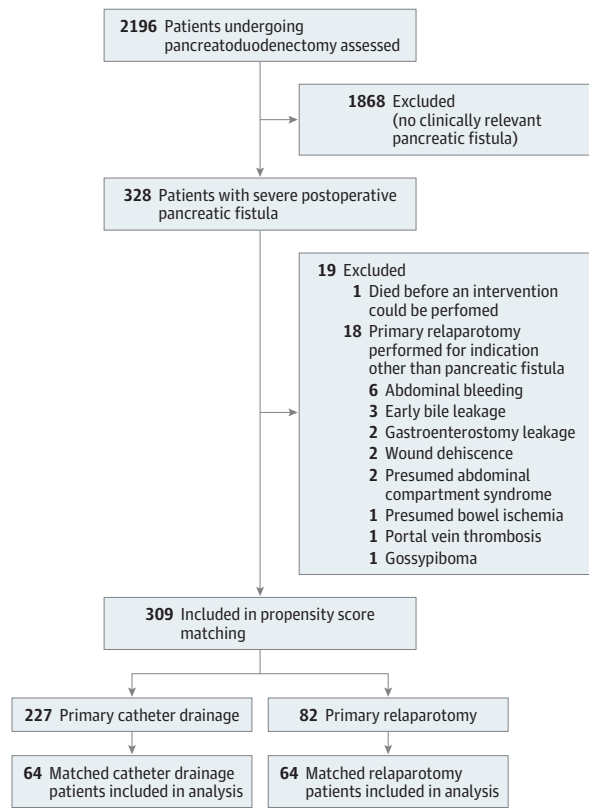 2196 Patients undergoing
pancreatoduodenectomy assessed
1868 Excluded
(no clinically relevant
pancreatic fistula)
328 Patients with severe postoperative
pancreatic fistula
19 Excluded
1 Died before an intervention
could be perfomed
18 Primary relaparotomy
performed for indication
other than pancreatic fistula
6 Abdominal bleeding
3 Early bile leakage
2 Gastroenterostomy leakage
2 Wound dehiscence
2 Presumed abdominal
compartment syndrome
1 Presumed bowel ischemia
1 Portal vein thrombosis
1 Gossypiboma
309 Included in propensity score
matching
227 Primary catheter drainage
82 Primary relaparotomy
64 Matched catheter drainage
patients included in analysis
64 Matched relaparotomy
patients included in analysis